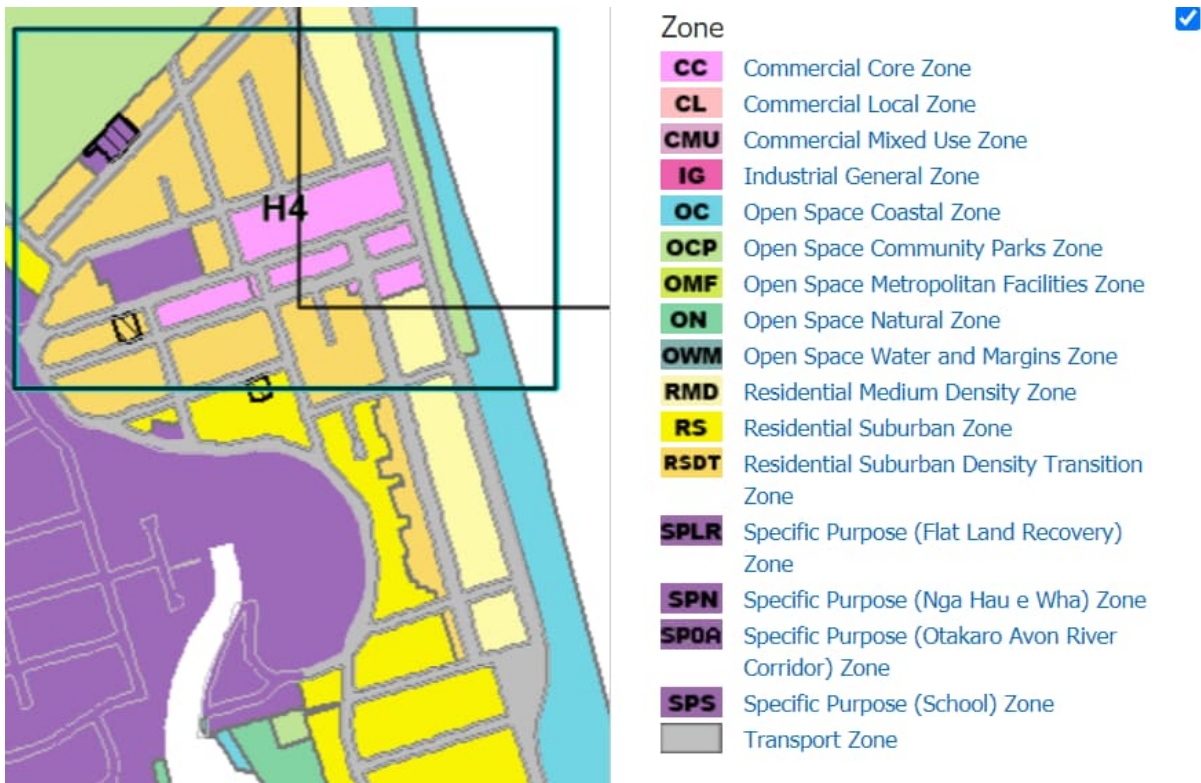 H4
Zone
CC Commercial Core Zone
CL Commercial Local Zone
CMU Commercial Mixed Use Zone
IG Industrial General Zone
OC Open Space Coastal Zone
OCP Open Space Community Parks Zone
OMF Open Space Metropolitan Facilities Zone
ON Open Space Natural Zone
OWM Open Space Water and Margins Zone
RMD Residential Medium Density Zone
RS Residential Suburban Zone
RSDT Residential Suburban Density Transition
Zone
SPLR Specific Purpose (Flat Land Recovery)
Zone
SPN Specific Purpose (Nga Hau e Wha) Zone
SPOA Specific Purpose (Otakaro Avon River
Corridor) Zone
SPS Specific Purpose (School) Zone
Transport Zone